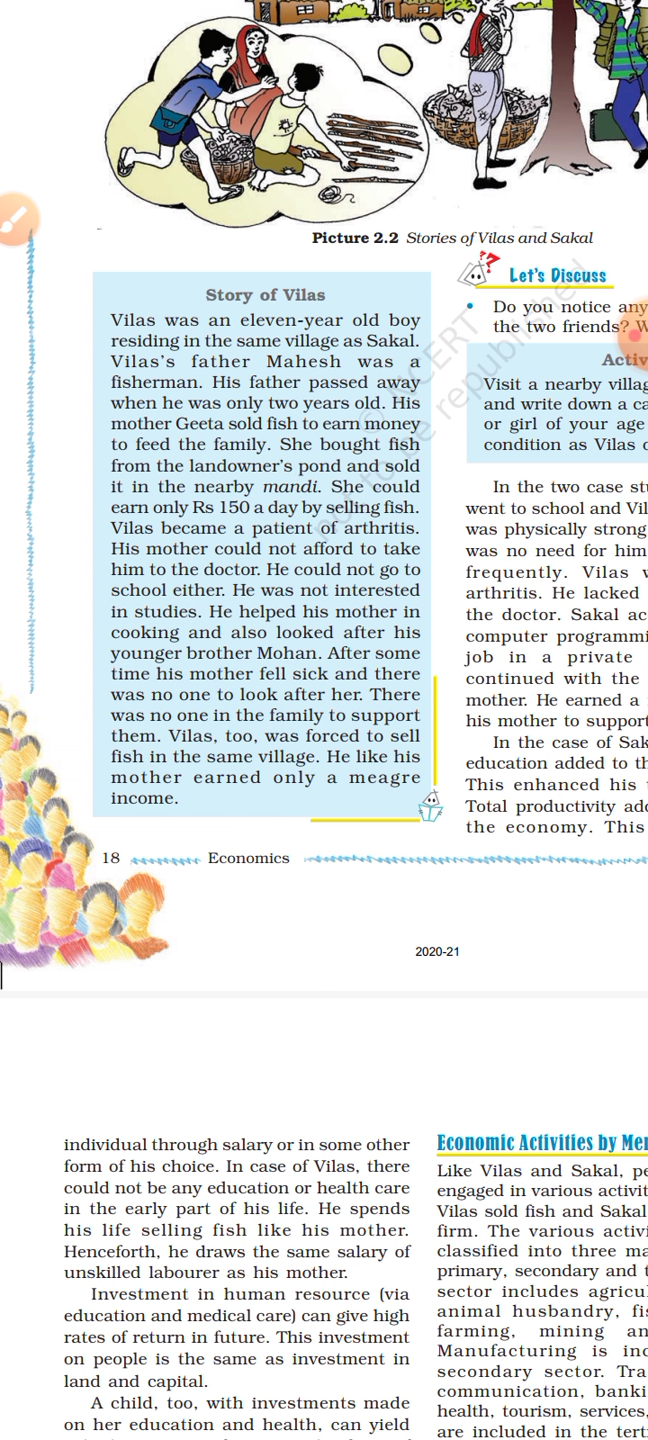 Picture 2.2 Stories of Vilas and Sakal
Story of Vilas
Vilas was an eleven-year old boy
residing in the same village as Sakal.
Vilas's father Mahesh was a
fisherman. His father passed away
when he was only two years old. His
mother Geeta sold fish to earn money
to feed the family. She bought fish
from the landowner's pond and sold
it in the nearby mandi. She could
earn only Rs 150 a day by selling fish.
Vilas became a patient of arthritis.
His mother could not afford to take
him to the doctor. He could not go to
school either. He was not interested
in studies. He helped his mother in
cooking and also looked after his
younger brother Mohan. After some
time his mother fell sick and there
was no one to look after her. There
was no one in the family to support
them. Vilas, too, was forced to sell
fish in the same village. He like his
mother earned only a meagre
income.
Let's Discuss
• Do you notice any
the two friends? W
Activ
Visit a nearby villag
and write down a ca
or girl of your age
condition as Vilas o
In the two case stu
went to school and Vil
was physically strong
was no need for him
frequently. Vilas w
arthritis. He lacked
the doctor. Sakal ac
computer programmi
job in a private
continued with the
mother. He earned a
his mother to support
In the case of Sak
education added to th
This enhanced his
Total productivity add
the economy. This
© NCERT
not to be republished
18 Economics
2020-21
individual through salary or in some other
form of his choice. In case of Vilas, there
could not be any education or health care
in the early part of his life. He spends
his life selling fish like his mother.
Henceforth, he draws the same salary of
unskilled labourer as his mother.
Investment in human resource (via
education and medical care) can give high
rates of return in future. This investment
on people is the same as investment in
land and capital.
A child, too, with investments made
on her education and health, can yield
Economic Activities by Men
Like Vilas and Sakal, pe
engaged in various activit
Vilas sold fish and Sakal
firm. The various activi
classified into three ma
primary, secondary and t
sector includes agricul
animal husbandry, fis
farming, mining an
Manufacturing is inc
secondary sector. Tra
communication, banki
health, tourism, services,
are included in the tert